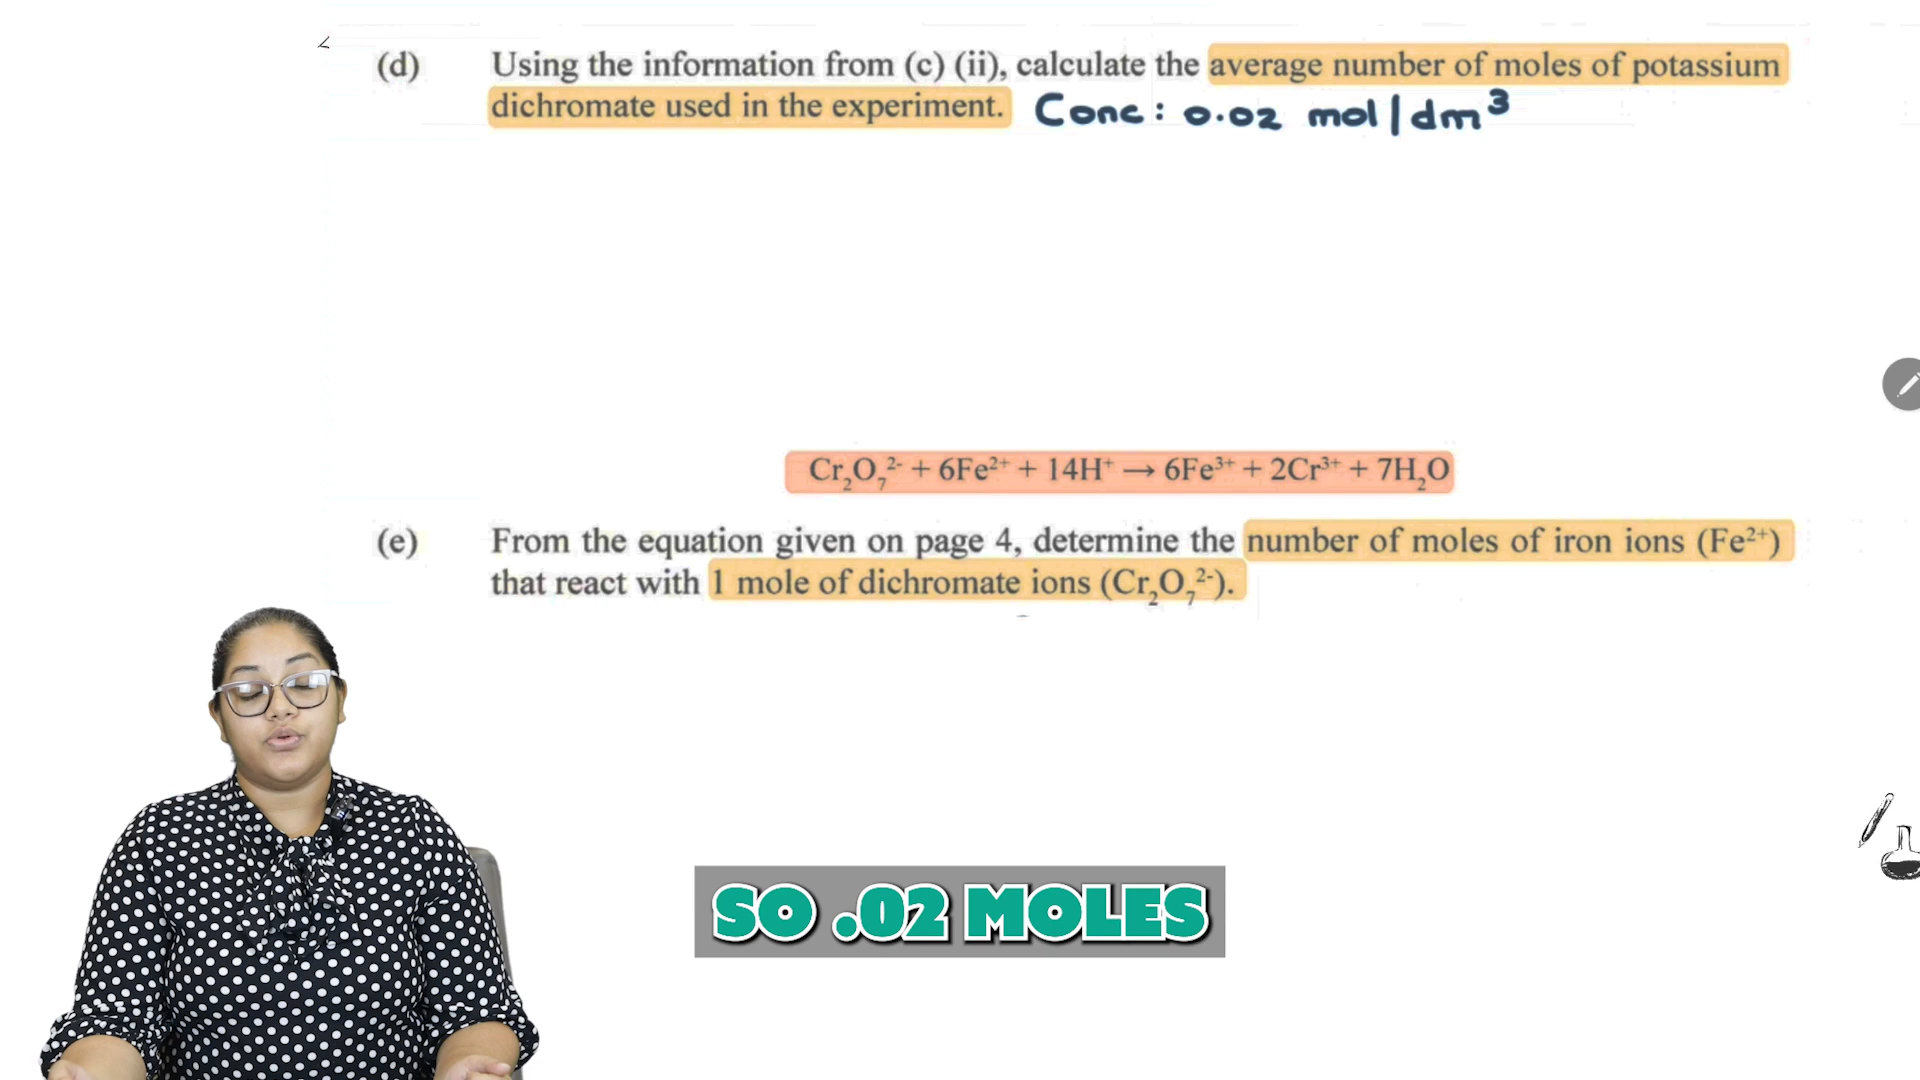 (d) Using the information from (c) (ii), calculate the average number of moles of potassium
dichromate used in the experiment. Conc: 0.02 mol/dm³
Cr₂O₇²⁻ + 6Fe²⁺ + 14H⁺ → 6Fe³⁺ + 2Cr³⁺ + 7H₂O
(e) From the equation given on page 4, determine the number of moles of iron ions (Fe²⁺)
that react with 1 mole of dichromate ions (Cr₂O₇²⁻).
SO .02 MOLES